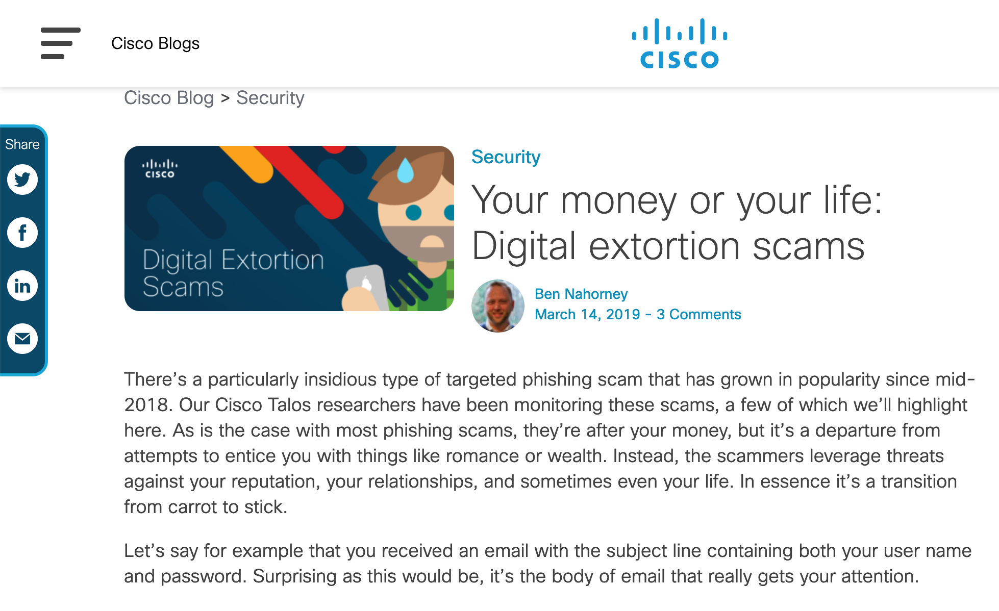 Cisco Blogs
CISCO
Cisco Blog > Security
Share
CISCO
Digital Extortion
Scams
Security
Your money or your life:
Digital extortion scams
Ben Nahorney
March 14, 2019 - 3 Comments
There’s a particularly insidious type of targeted phishing scam that has grown in popularity since mid-
2018. Our Cisco Talos researchers have been monitoring these scams, a few of which we’ll highlight
here. As is the case with most phishing scams, they’re after your money, but it’s a departure from
attempts to entice you with things like romance or wealth. Instead, the scammers leverage threats
against your reputation, your relationships, and sometimes even your life. In essence it’s a transition
from carrot to stick.
Let’s say for example that you received an email with the subject line containing both your user name
and password. Surprising as this would be, it’s the body of email that really gets your attention.